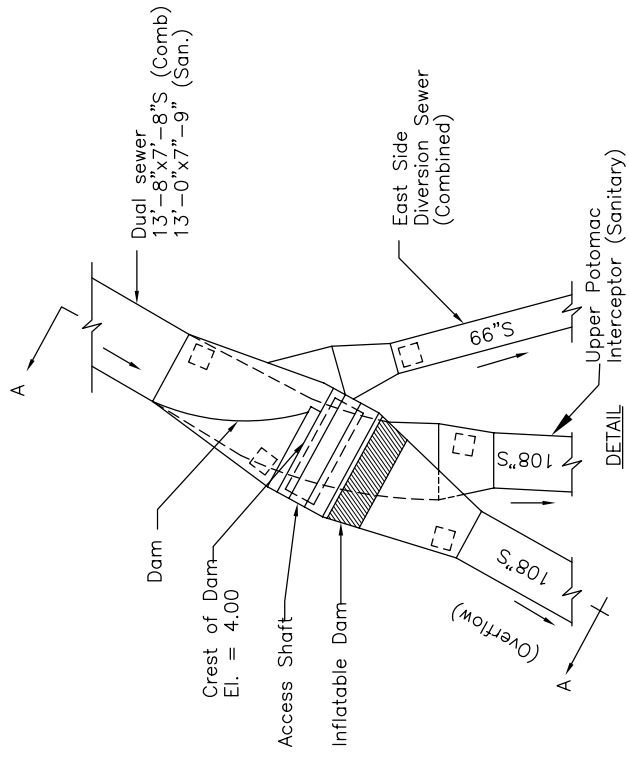 A
Dual sewer
13'-8"x7'-8"S (Comb)
13'-0"x7'-9" (San.)
Dam
Crest of Dam
El. = 4.00
Access Shaft
Inflatable Dam
East Side
Diversion Sewer
(Combined)
66"S
108"S
108"S
(Overflow)
Upper Potomac
Interceptor (Sanitary)
A
DETAIL